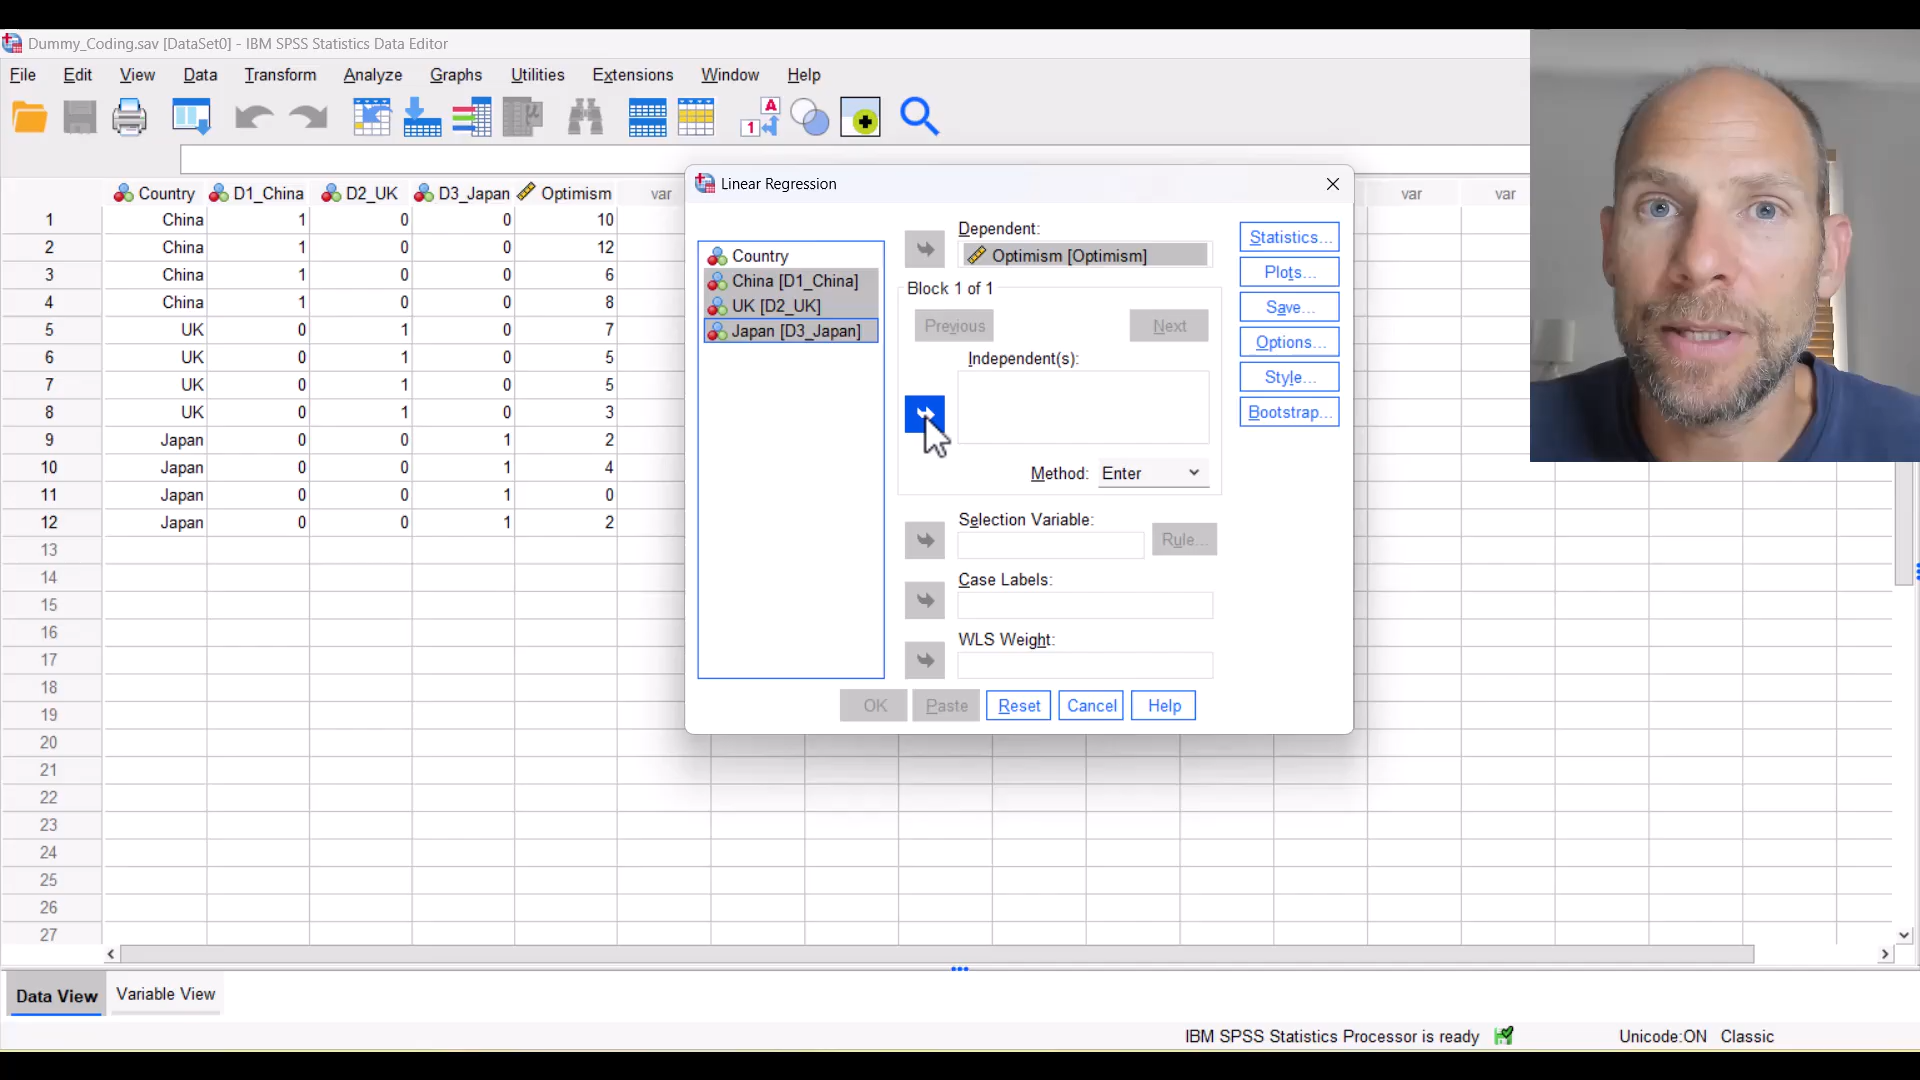 Dummy_Coding.sav [DataSet0] - IBM SPSS Statistics Data Editor
File Edit View Data Transform Analyze Graphs Utilities Extensions Window Help
Country D1_China D2_UK D3_Japan Optimism var var var
1 China 1 0 0 10
2 China 1 0 0 12
3 China 1 0 0 6
4 China 1 0 0 8
5 UK 0 1 0 7
6 UK 0 1 0 5
7 UK 0 1 0 5
8 UK 0 1 0 3
9 Japan 0 0 1 2
10 Japan 0 0 1 4
11 Japan 0 0 1 0
12 Japan 0 0 1 2
13
14
15
16
17
18
19
20
21
22
23
24
25
26
27
Linear Regression
Country
China [D1_China]
UK [D2_UK]
Japan [D3_Japan]
Dependent:
Optimism [Optimism]
Block 1 of 1
Previous Next
Independent(s):
Method: Enter
Selection Variable:
Rule...
Case Labels:
WLS Weight:
Statistics...
Plots...
Save...
Options...
Style...
Bootstrap...
OK Paste Reset Cancel Help
Data View Variable View
IBM SPSS Statistics Processor is ready Unicode:ON Classic